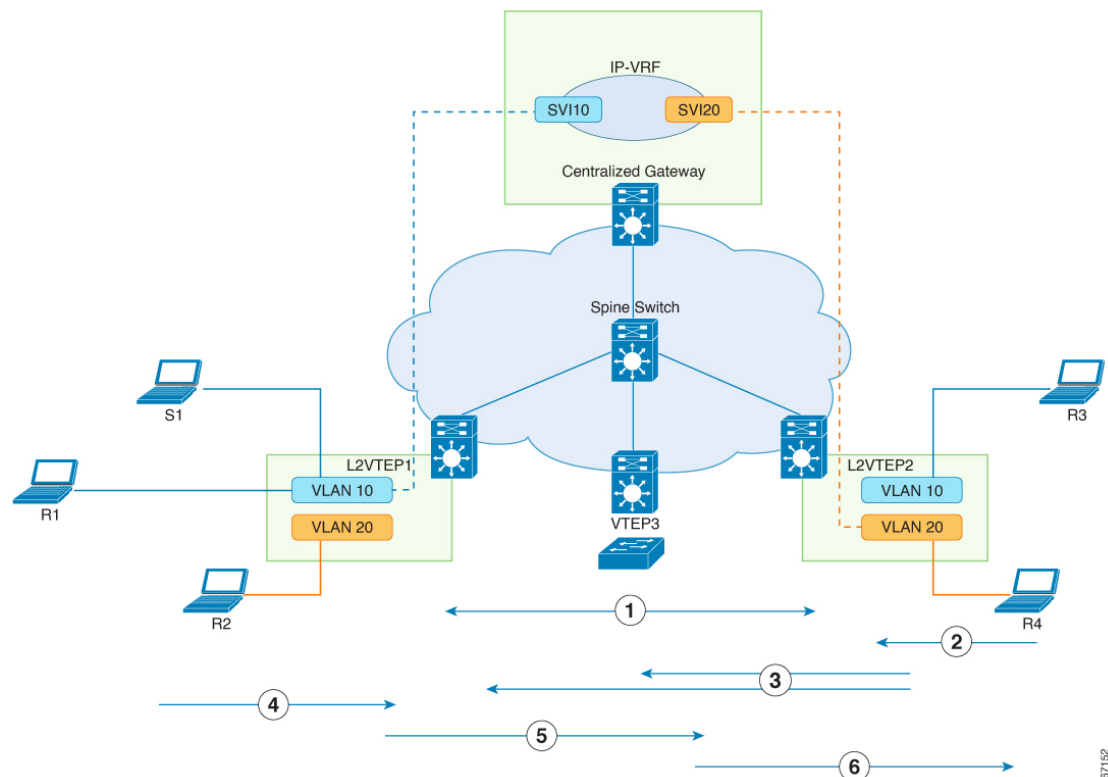 IP-VRF
SVI10
SVI20
Centralized Gateway
Spine Switch
S1
R3
L2VTEP1
L2VTEP2
VLAN 10
VLAN 10
R1
VTEP3
VLAN 20
VLAN 20
R2
R4
1
2
3
4
5
6